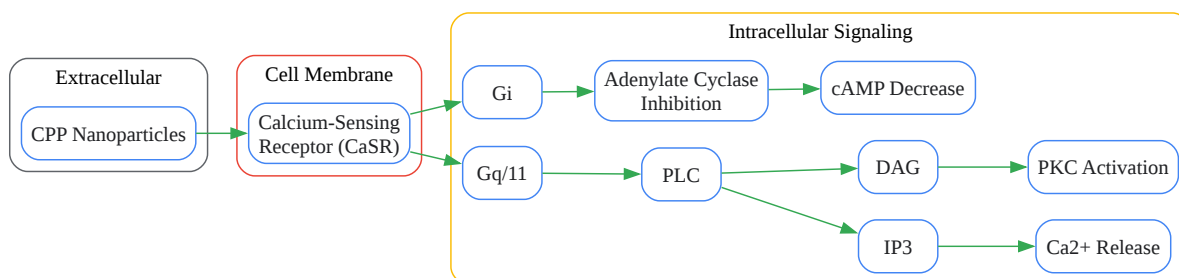 Extracellular
CPP Nanoparticles
Cell Membrane
Calcium-Sensing
Receptor (CaSR)
Intracellular Signaling
Gi
Adenylate Cyclase
Inhibition
cAMP Decrease
Gq/11
PLC
DAG
PKC Activation
IP3
Ca2+ Release